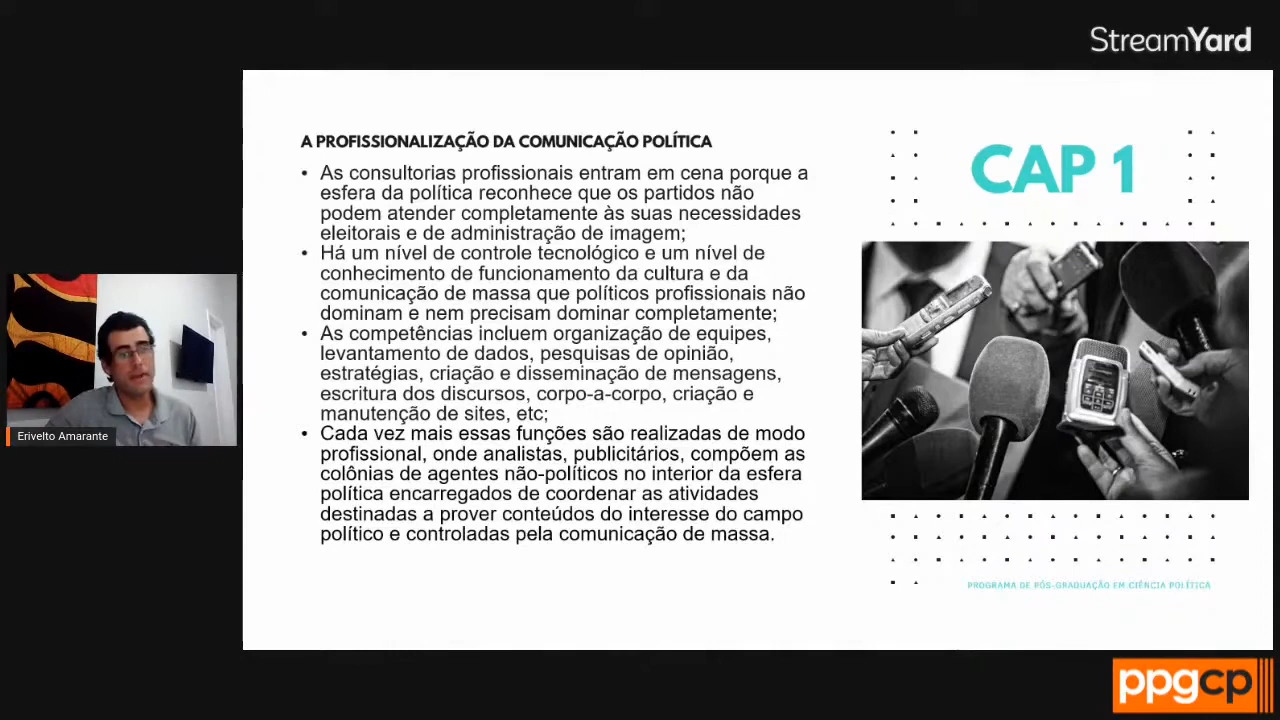 StreamYard
A PROFISSIONALIZAÇÃO DA COMUNICAÇÃO POLÍTICA
• As consultorias profissionais entram em cena porque a
esfera da política reconhece que os partidos não
podem atender completamente às suas necessidades
eleitorais e de administração de imagem;
• Há um nível de controle tecnológico e um nível de
conhecimento de funcionamento da cultura e da
comunicação de massa que políticos profissionais não
dominam e nem precisam dominar completamente;
• As competências incluem organização de equipes,
levantamento de dados, pesquisas de opinião,
estratégias, criação e disseminação de mensagens,
escritura dos discursos, corpo-a-corpo, criação e
manutenção de sites, etc;
• Cada vez mais essas funções são realizadas de modo
profissional, onde analistas, publicitários, compõem as
colônias de agentes não-políticos no interior da esfera
política encarregados de coordenar as atividades
destinadas a prover conteúdos do interesse do campo
político e controladas pela comunicação de massa.
CAP 1
PROGRAMA DE PÓS-GRADUAÇÃO EM CIÊNCIA POLÍTICA
Erivelto Amarante
ppgcp